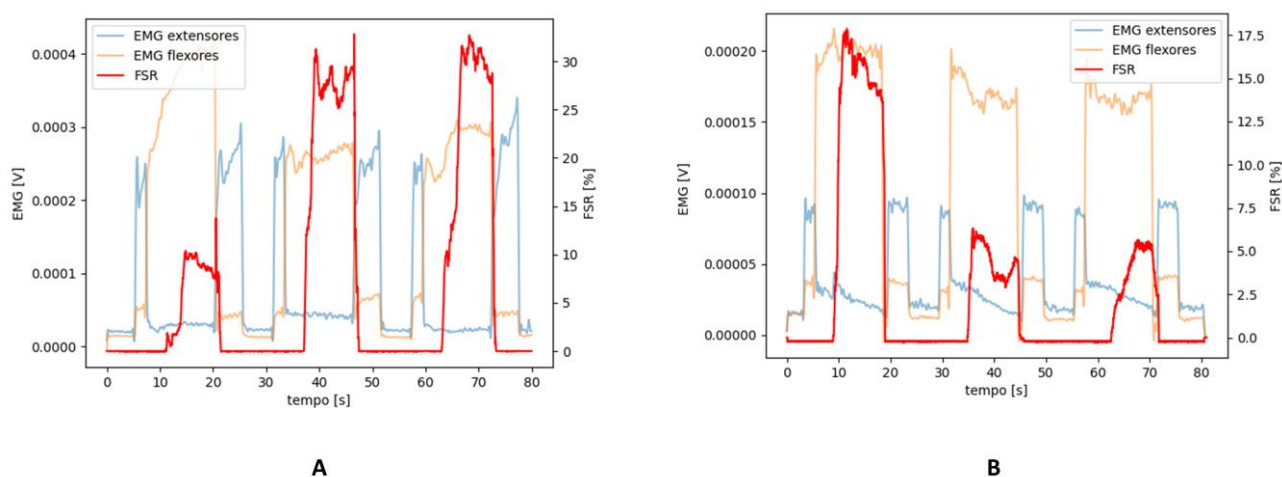 EMG extensores
EMG flexores
FSR
0.0004
0.0003
0.0002
0.0001
0.0000
EMG [V]
30
25
20
15
10
5
0
FSR [%]
0 10 20 30 40 50 60 70 80
tempo [s]
A
EMG extensores
EMG flexores
FSR
0.00020
0.00015
0.00010
0.00005
0.00000
EMG [V]
17.5
15.0
12.5
10.0
7.5
5.0
2.5
0.0
FSR [%]
0 10 20 30 40 50 60 70 80
tempo [s]
B